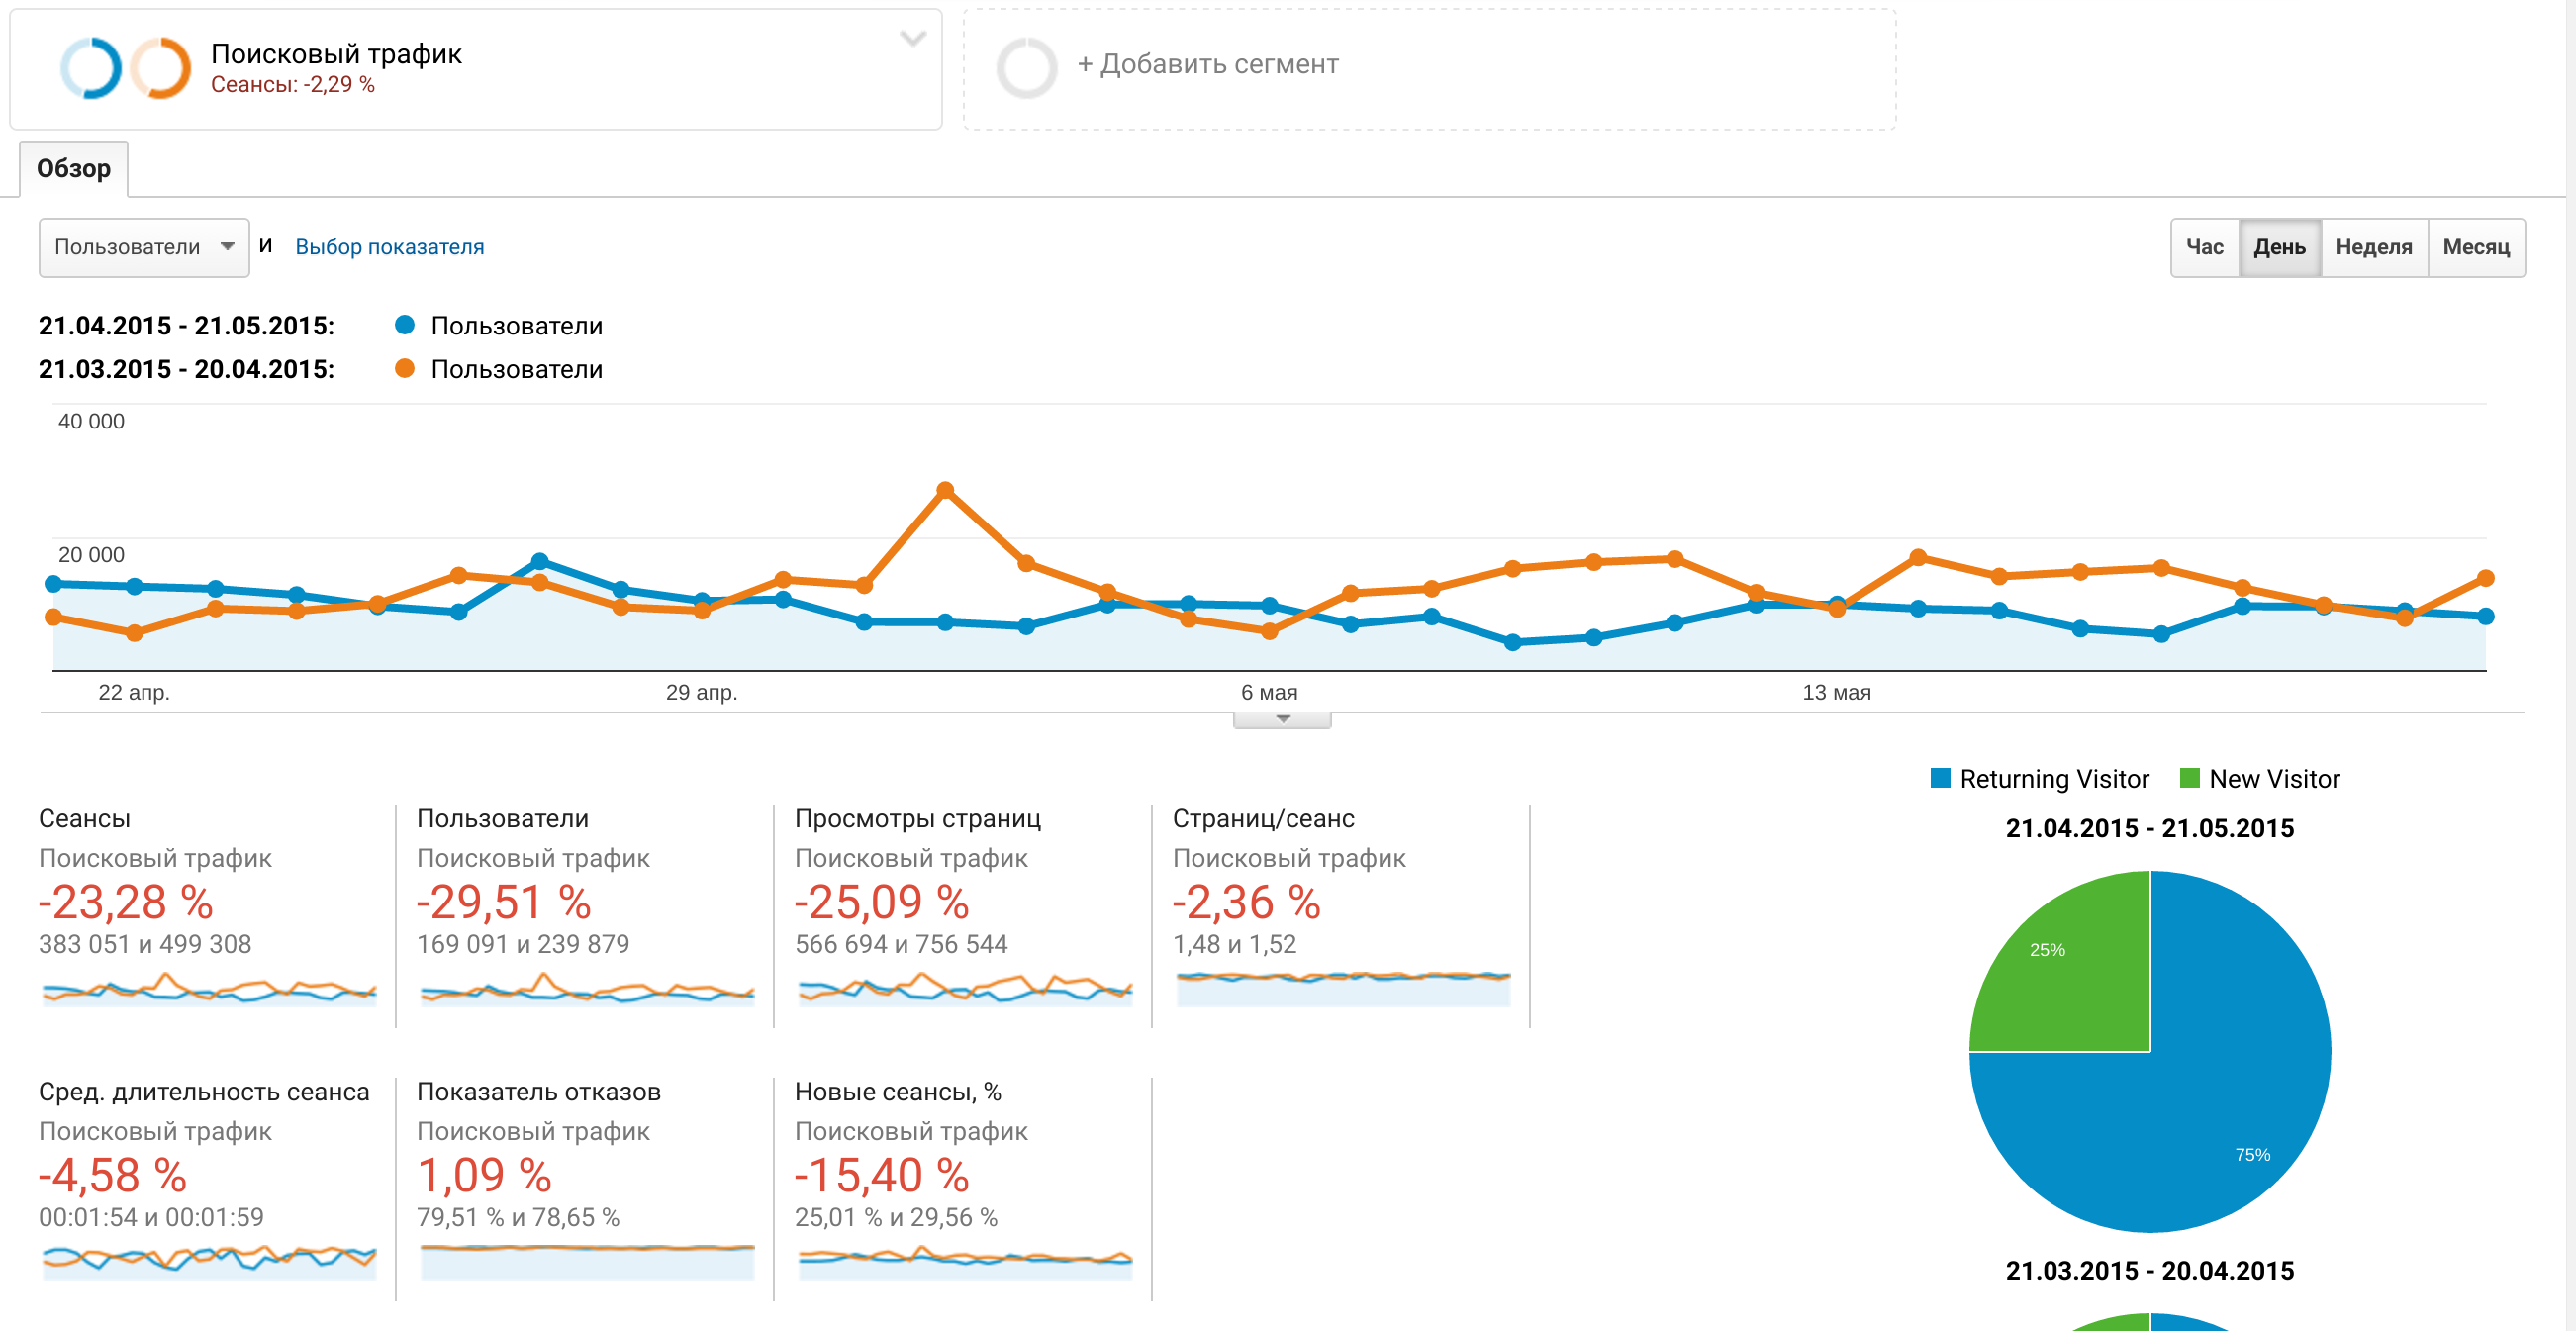 Поисковый трафик
Сеансы: -2,29 %
+ Добавить сегмент
Обзор
Пользователи и Выбор показателя
Час День Неделя Месяц
21.04.2015 - 21.05.2015: Пользователи
21.03.2015 - 20.04.2015: Пользователи
40 000
20 000
22 апр. 29 апр. 6 мая 13 мая
Сеансы
Поисковый трафик
-23,28 %
383 051 и 499 308
Пользователи
Поисковый трафик
-29,51 %
169 091 и 239 879
Просмотры страниц
Поисковый трафик
-25,09 %
566 694 и 756 544
Страниц/сеанс
Поисковый трафик
-2,36 %
1,48 и 1,52
Сред. длительность сеанса
Поисковый трафик
-4,58 %
00:01:54 и 00:01:59
Показатель отказов
Поисковый трафик
1,09 %
79,51 % и 78,65 %
Новые сеансы, %
Поисковый трафик
-15,40 %
25,01 % и 29,56 %
Returning Visitor New Visitor
21.04.2015 - 21.05.2015
25%
75%
21.03.2015 - 20.04.2015